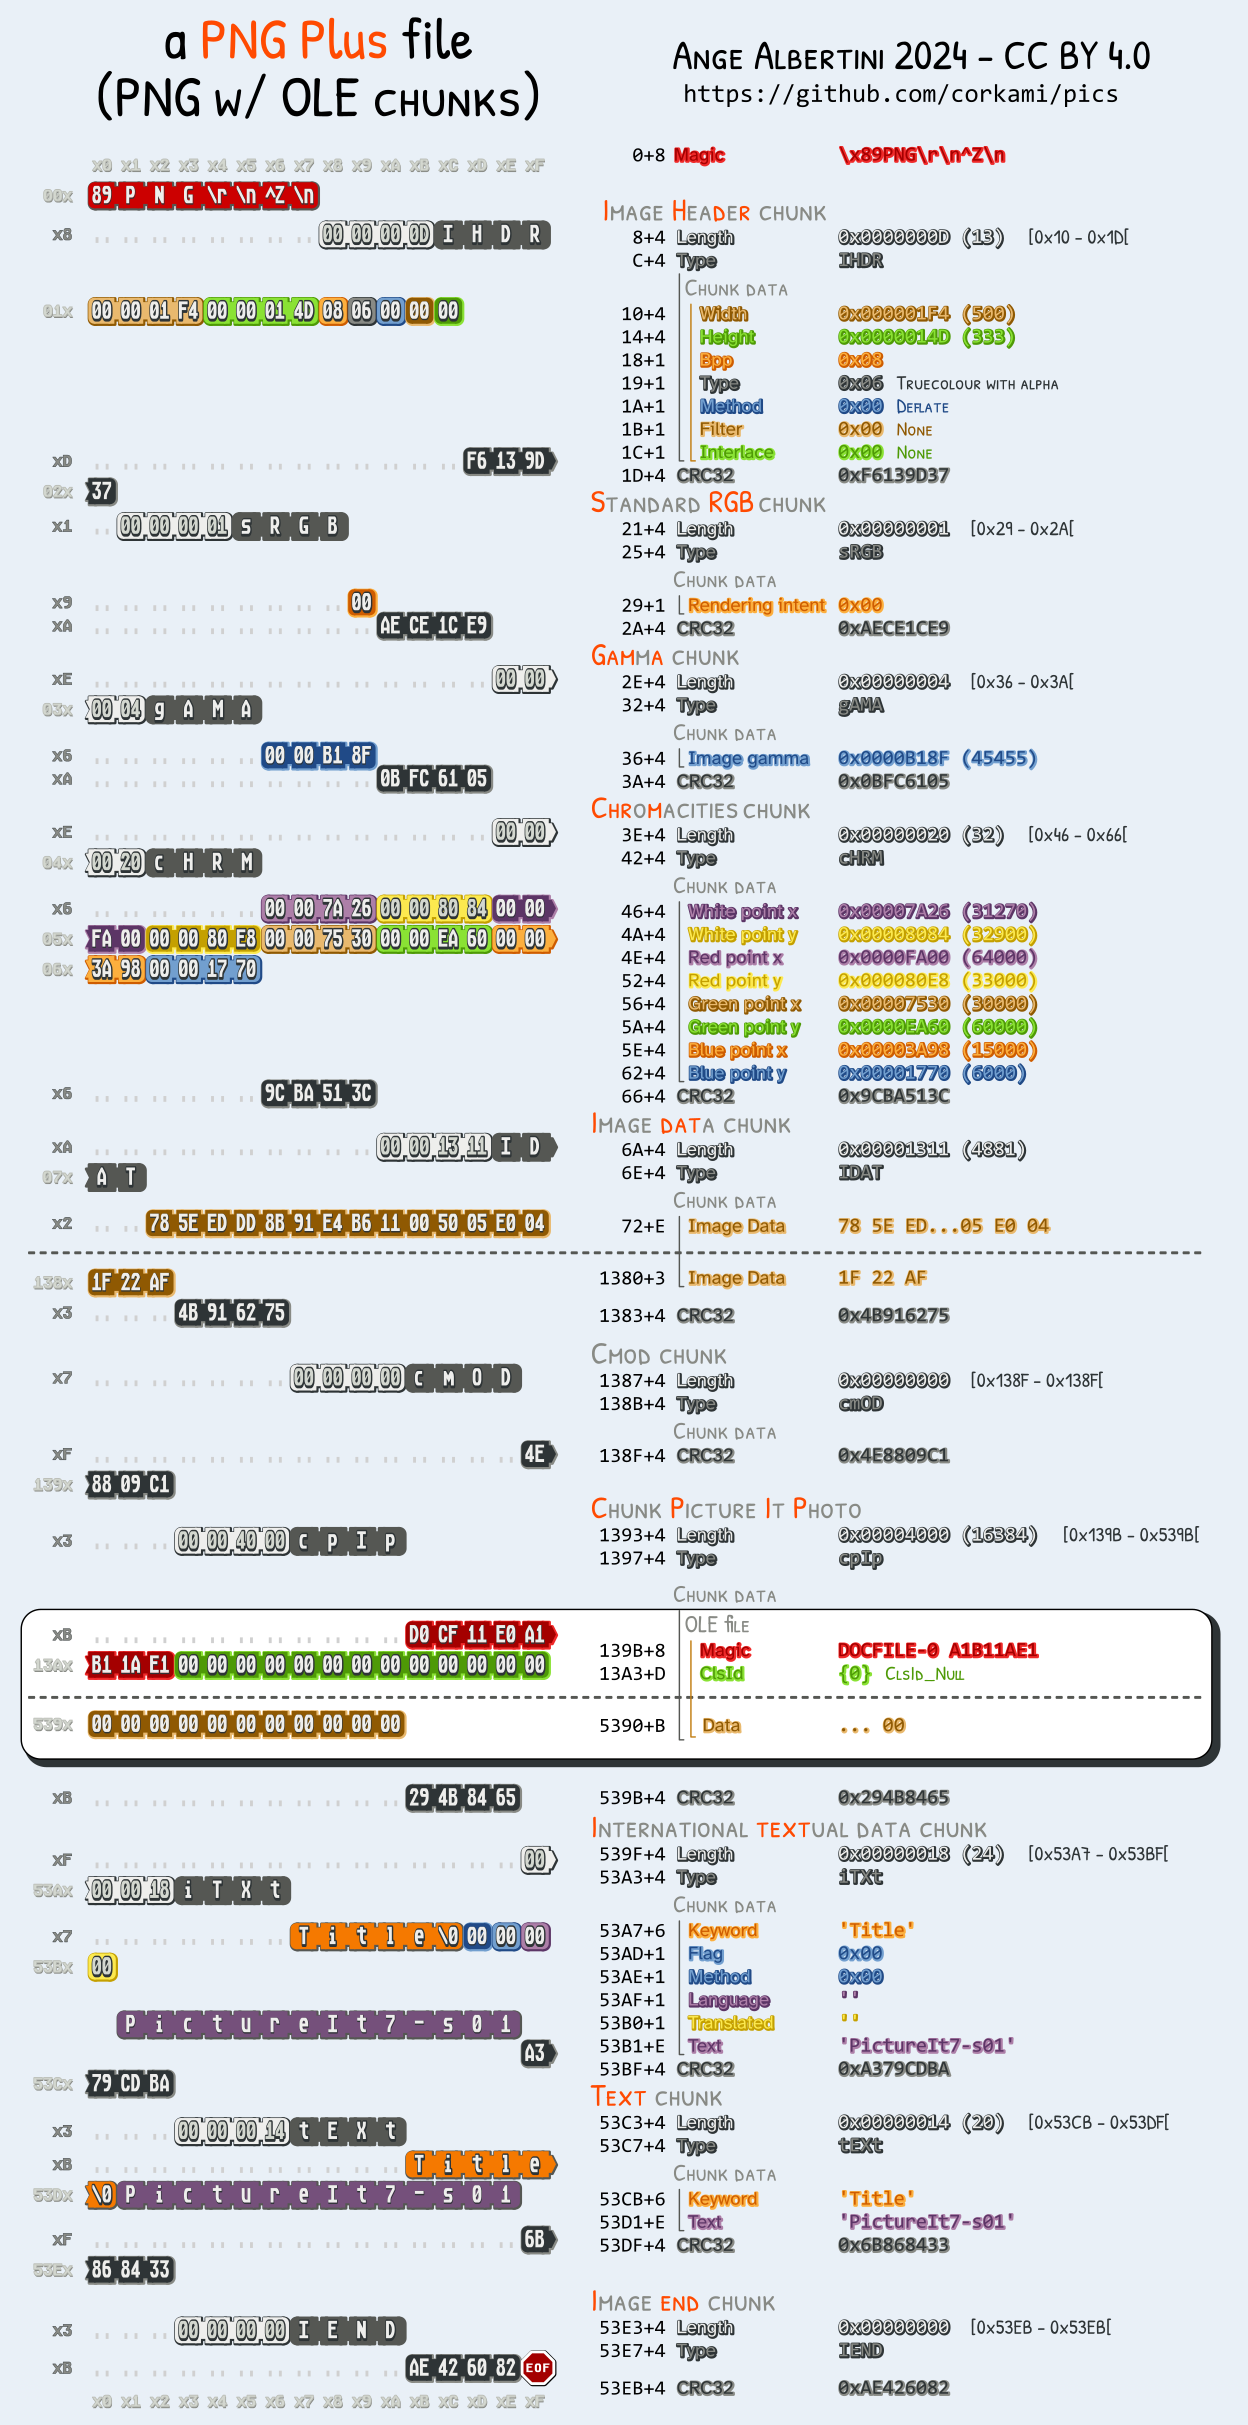 a PNG Plus file
(PNG w/ OLE chunks)
Ange Albertini 2024 - CC BY 4.0
https://github.com/corkami/pics
x0 x1 x2 x3 x4 x5 x6 x7 x8 x9 xA xB xC xD xE xF
0+8 Magic \x89PNG\r\n^Z\n
00x 89 P N G \r \n ^Z \n
Image Header chunk
x8 00 00 00 0D I H D R 8+4 Length 0x0000000D (13) [0x10 - 0x1D[
C+4 Type IHDR
Chunk data
01x 00 00 01 F4 00 00 01 4D 08 06 00 00 00 10+4 Width 0x000001F4 (500)
14+4 Height 0x0000014D (333)
18+1 Bpp 0x08
19+1 Type 0x06 Truecolour with alpha
1A+1 Method 0x00 Deflate
1B+1 Filter 0x00 None
1C+1 Interlace 0x00 None
xD F6 13 9D 1D+4 CRC32 0xF6139D37
02x 37
Standard RGB chunk
x1 00 00 00 01 s R G B 21+4 Length 0x00000001 [0x29 - 0x2A[
25+4 Type sRGB
Chunk data
x9 00 29+1 Rendering intent 0x00
xA AE CE 1C E9 2A+4 CRC32 0xAECE1CE9
Gamma chunk
xE 00 00 2E+4 Length 0x00000004 [0x36 - 0x3A[
03x 00 04 g A M A 32+4 Type gAMA
Chunk data
x6 00 00 B1 8F 36+4 Image gamma 0x0000B18F (45455)
xA 0B FC 61 05 3A+4 CRC32 0x0BFC6105
Chromacities chunk
xE 00 00 3E+4 Length 0x00000020 (32) [0x46 - 0x66[
04x 00 20 c H R M 42+4 Type cHRM
Chunk data
x6 00 00 7A 26 00 00 80 84 00 00 46+4 White point x 0x00007A26 (31270)
05x FA 00 00 00 80 E8 00 00 75 30 00 00 EA 60 00 00 4A+4 White point y 0x00008084 (32900)
4E+4 Red point x 0x0000FA00 (64000)
06x 3A 98 00 00 17 70 52+4 Red point y 0x000080E8 (33000)
56+4 Green point x 0x00007530 (30000)
5A+4 Green point y 0x0000EA60 (60000)
5E+4 Blue point x 0x00003A98 (15000)
62+4 Blue point y 0x00001770 (6000)
x6 9C BA 51 3C 66+4 CRC32 0x9CBA513C
Image data chunk
xA 00 00 13 11 I D 6A+4 Length 0x00001311 (4881)
07x A T 6E+4 Type IDAT
Chunk data
x2 78 5E ED DD 8B 91 E4 B6 11 00 50 05 E0 04 72+E Image Data 78 5E ED...05 E0 04
138x 1F 22 AF 1380+3 Image Data 1F 22 AF
x3 4B 91 62 75 1383+4 CRC32 0x4B916275
Cmod chunk
x7 00 00 00 00 c m O D 1387+4 Length 0x00000000 [0x138F - 0x138F[
138B+4 Type cmOD
Chunk data
xF 4E 138F+4 CRC32 0x4E8809C1
139x 88 09 C1
Chunk Picture It Photo
x3 00 00 40 00 c p I p 1393+4 Length 0x00004000 (16384) [0x139B - 0x539B[
1397+4 Type cpIp
Chunk data
OLE file
xB D0 CF 11 E0 A1 139B+8 Magic DOCFILE-0 A1B11AE1
13Ax B1 1A E1 00 00 00 00 00 00 00 00 00 00 00 00 00 13A3+D ClsId {0} ClsId_Null
539x 00 00 00 00 00 00 00 00 00 00 00 5390+B Data ... 00
xB 29 4B 84 65 539B+4 CRC32 0x294B8465
International textual data chunk
xF 00 539F+4 Length 0x00000018 (24) [0x53A7 - 0x53BF[
53Ax 00 00 18 i T X t 53A3+4 Type iTXt
Chunk data
x7 T i t l e \0 00 00 00 53A7+6 Keyword 'Title'
53AD+1 Flag 0x00
53Bx 00 53AE+1 Method 0x00
53AF+1 Language ''
P i c t u r e I t 7 - s 0 1 53B0+1 Translated ''
53B1+E Text 'PictureIt7-s01'
A3 53BF+4 CRC32 0xA379CDBA
53Cx 79 CD BA
Text chunk
x3 00 00 00 14 t E X t 53C3+4 Length 0x00000014 (20) [0x53CB - 0x53DF[
53C7+4 Type tEXt
xB T i t l e Chunk data
53Dx \0 P i c t u r e I t 7 - s 0 1 53CB+6 Keyword 'Title'
53D1+E Text 'PictureIt7-s01'
xF 6B 53DF+4 CRC32 0x6B868433
53Ex 86 84 33
Image end chunk
x3 00 00 00 00 I E N D 53E3+4 Length 0x00000000 [0x53EB - 0x53EB[
53E7+4 Type IEND
xB AE 42 60 82 EOF 53EB+4 CRC32 0xAE426082
x0 x1 x2 x3 x4 x5 x6 x7 x8 x9 xA xB xC xD xE xF